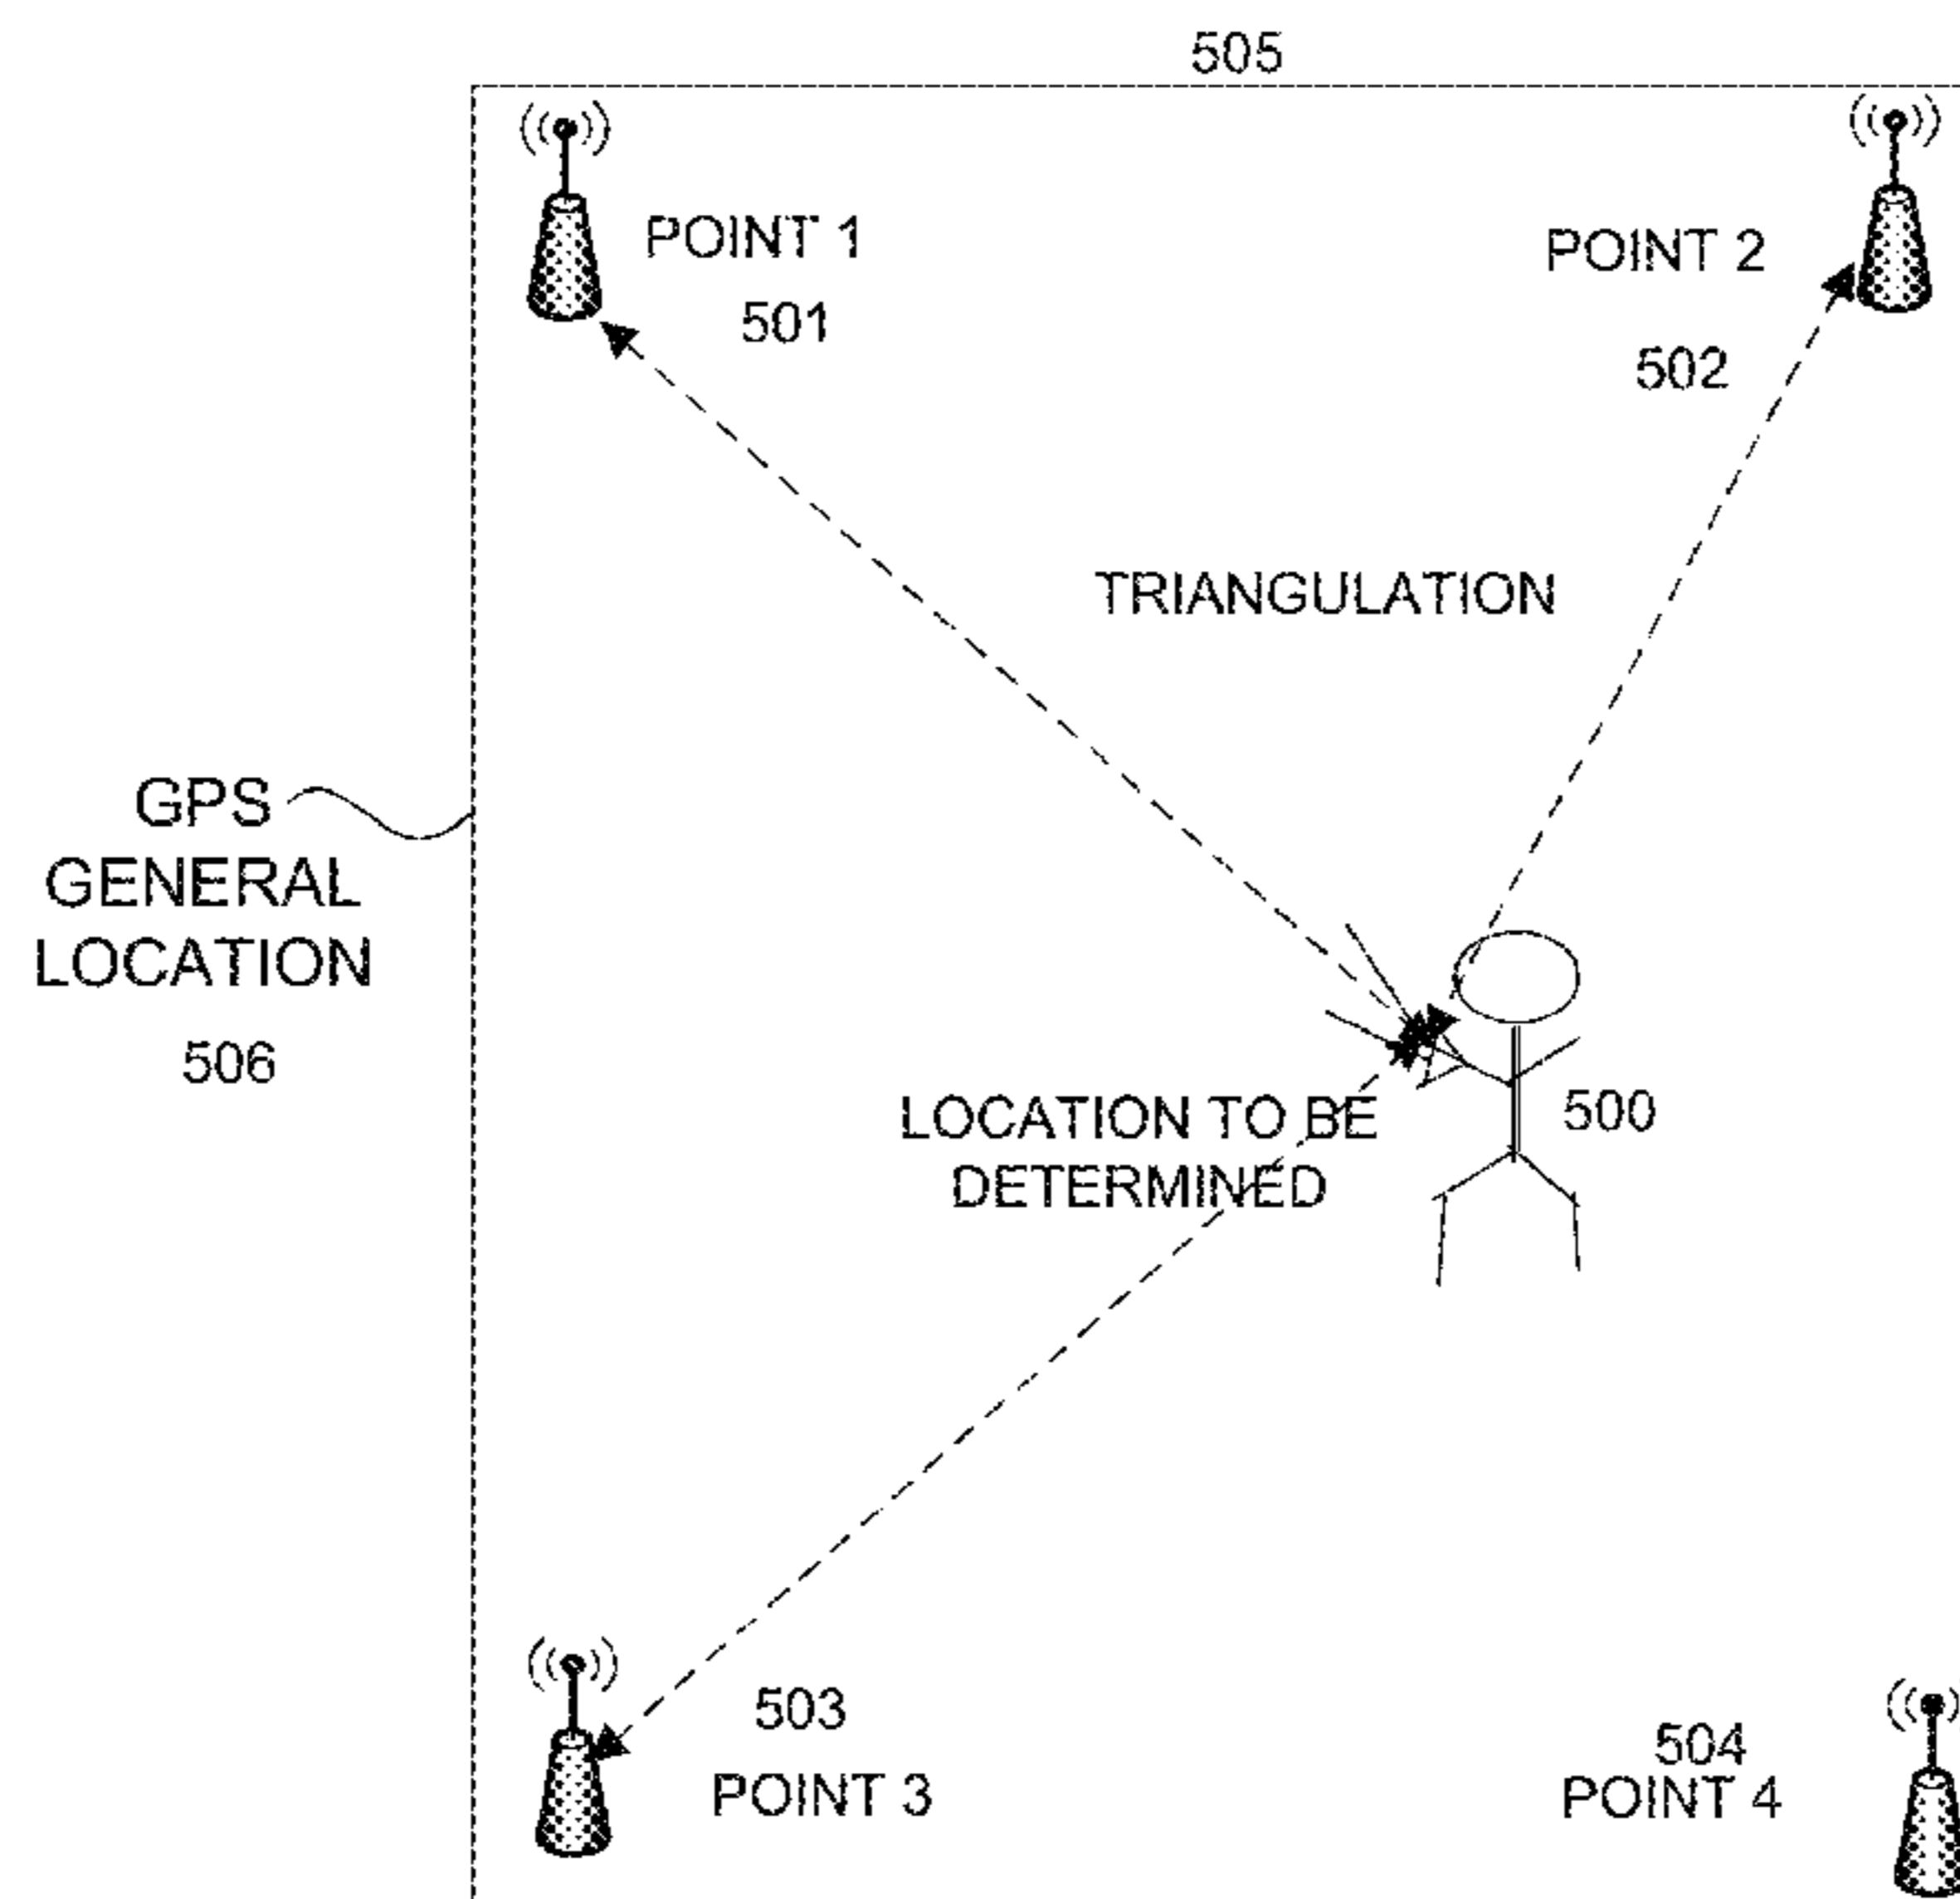 505
POINT 1
501
POINT 2
502
TRIANGULATION
GPS
GENERAL
LOCATION
506
LOCATION TO BE
DETERMINED
500
503
POINT 3
504
POINT 4